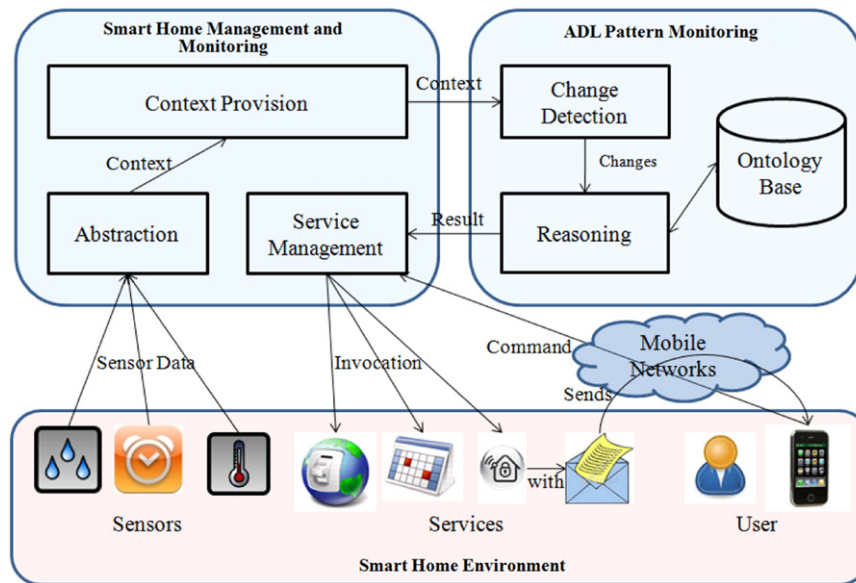 Smart Home Management and
Monitoring
ADL Pattern Monitoring
Context Provision
Context
Change
Detection
Context
Changes
Ontology
Base
Abstraction
Service
Management
Result
Reasoning
Sensor Data
Invocation
Command
Mobile
Networks
Sends
with
Sensors
Services
User
Smart Home Environment